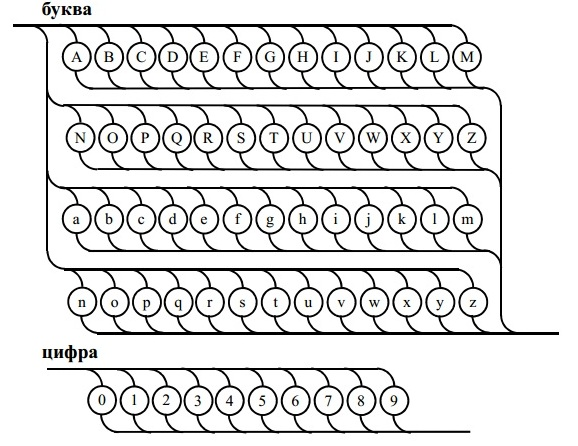 буква
A B C D E F G H I J K L M
N O P Q R S T U V W X Y Z
a b c d e f g h i j k l m
n o p q r s t u v w x y z
цифра
0 1 2 3 4 5 6 7 8 9